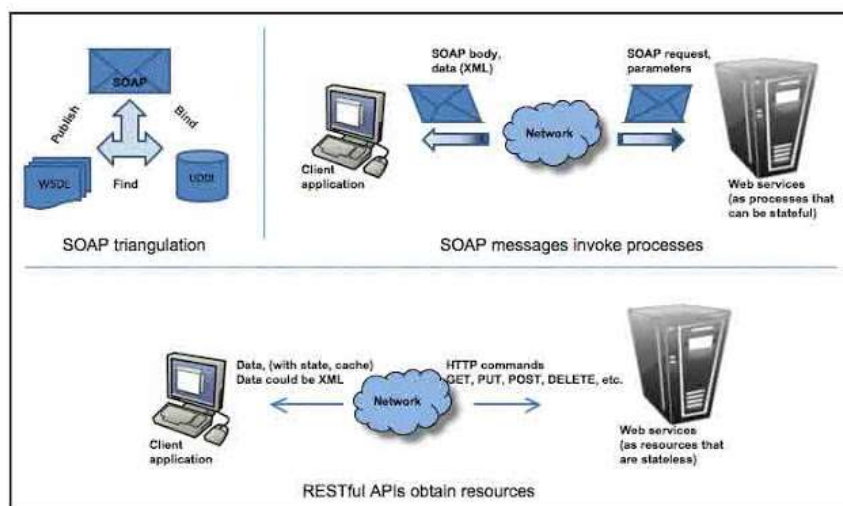 SOAP
Publish
Bind
WSDL
Find
UDDI
SOAP triangulation
SOAP body,
data (XML)
SOAP request,
parameters
Network
Client
application
Web services
(as processes that
can be stateful)
SOAP messages invoke processes
Data, (with state, cache)
Data could be XML
HTTP commands
GET, PUT, POST, DELETE, etc.
Network
Client
application
Web services
(as resources that
are stateless)
RESTful APIs obtain resources